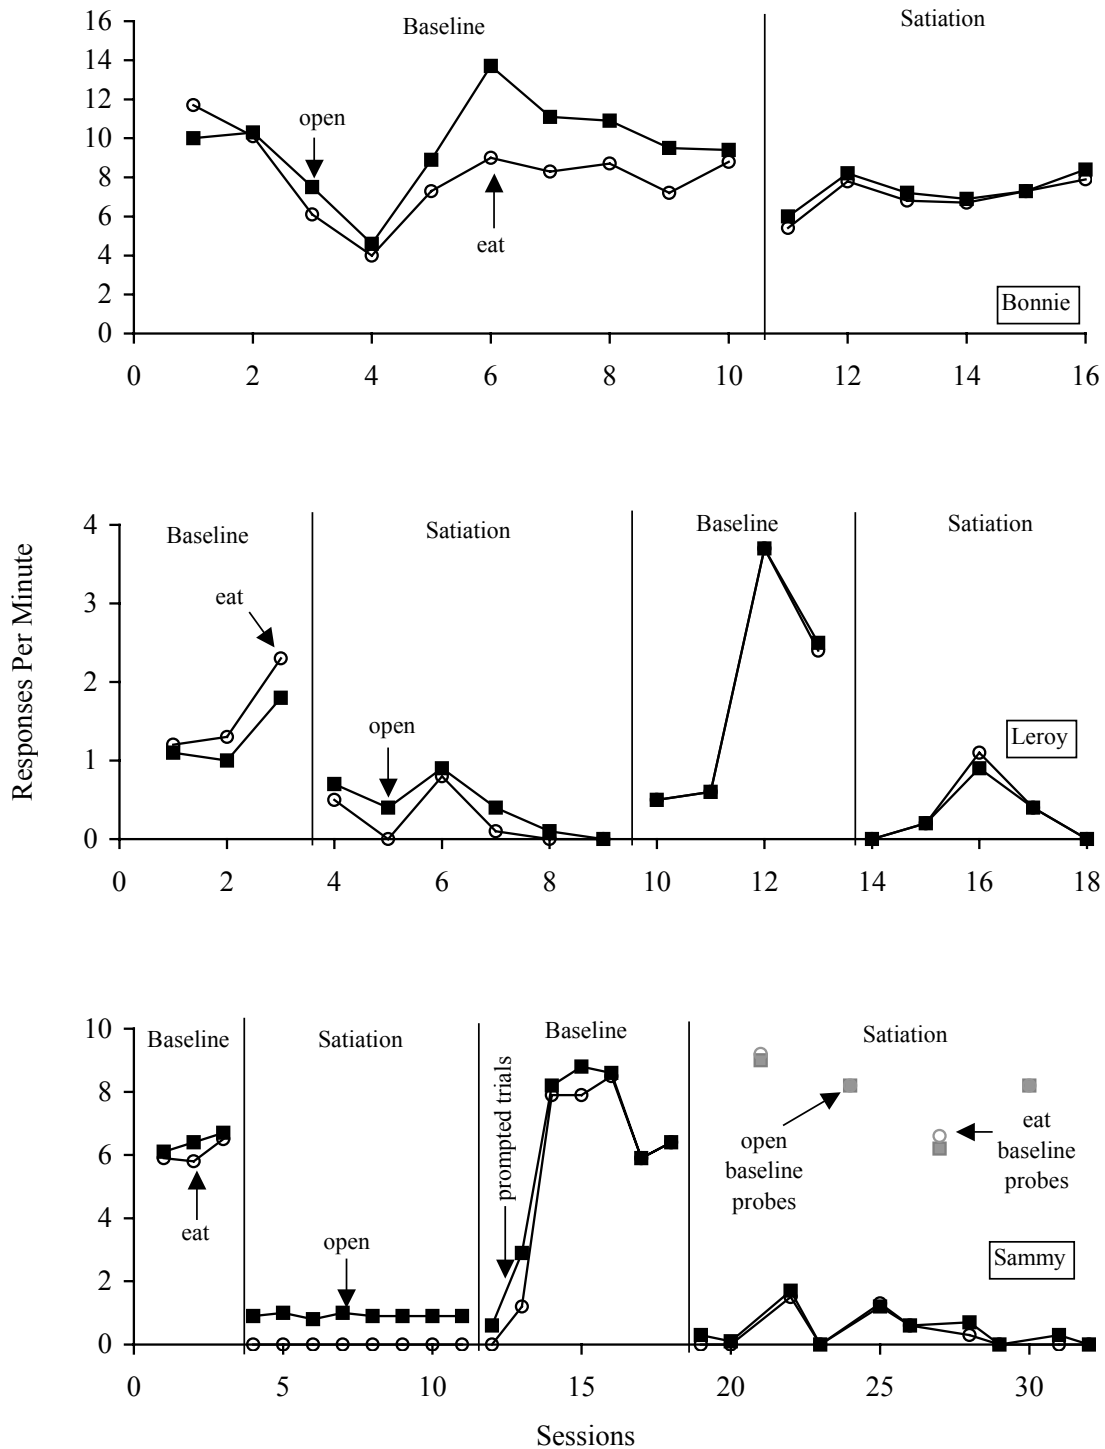 16
14
12
10
8
6
4
2
0
Baseline
Satiation
open
eat
Bonnie
0 2 4 6 8 10 12 14 16
Responses Per Minute
4
3
2
1
0
Baseline
Satiation
Baseline
Satiation
eat
open
Leroy
0 2 4 6 8 10 12 14 16 18
10
8
6
4
2
0
Baseline
Satiation
Baseline
Satiation
eat
open
prompted trials
open
baseline
probes
eat
baseline
probes
Sammy
0 5 10 15 20 25 30
Sessions